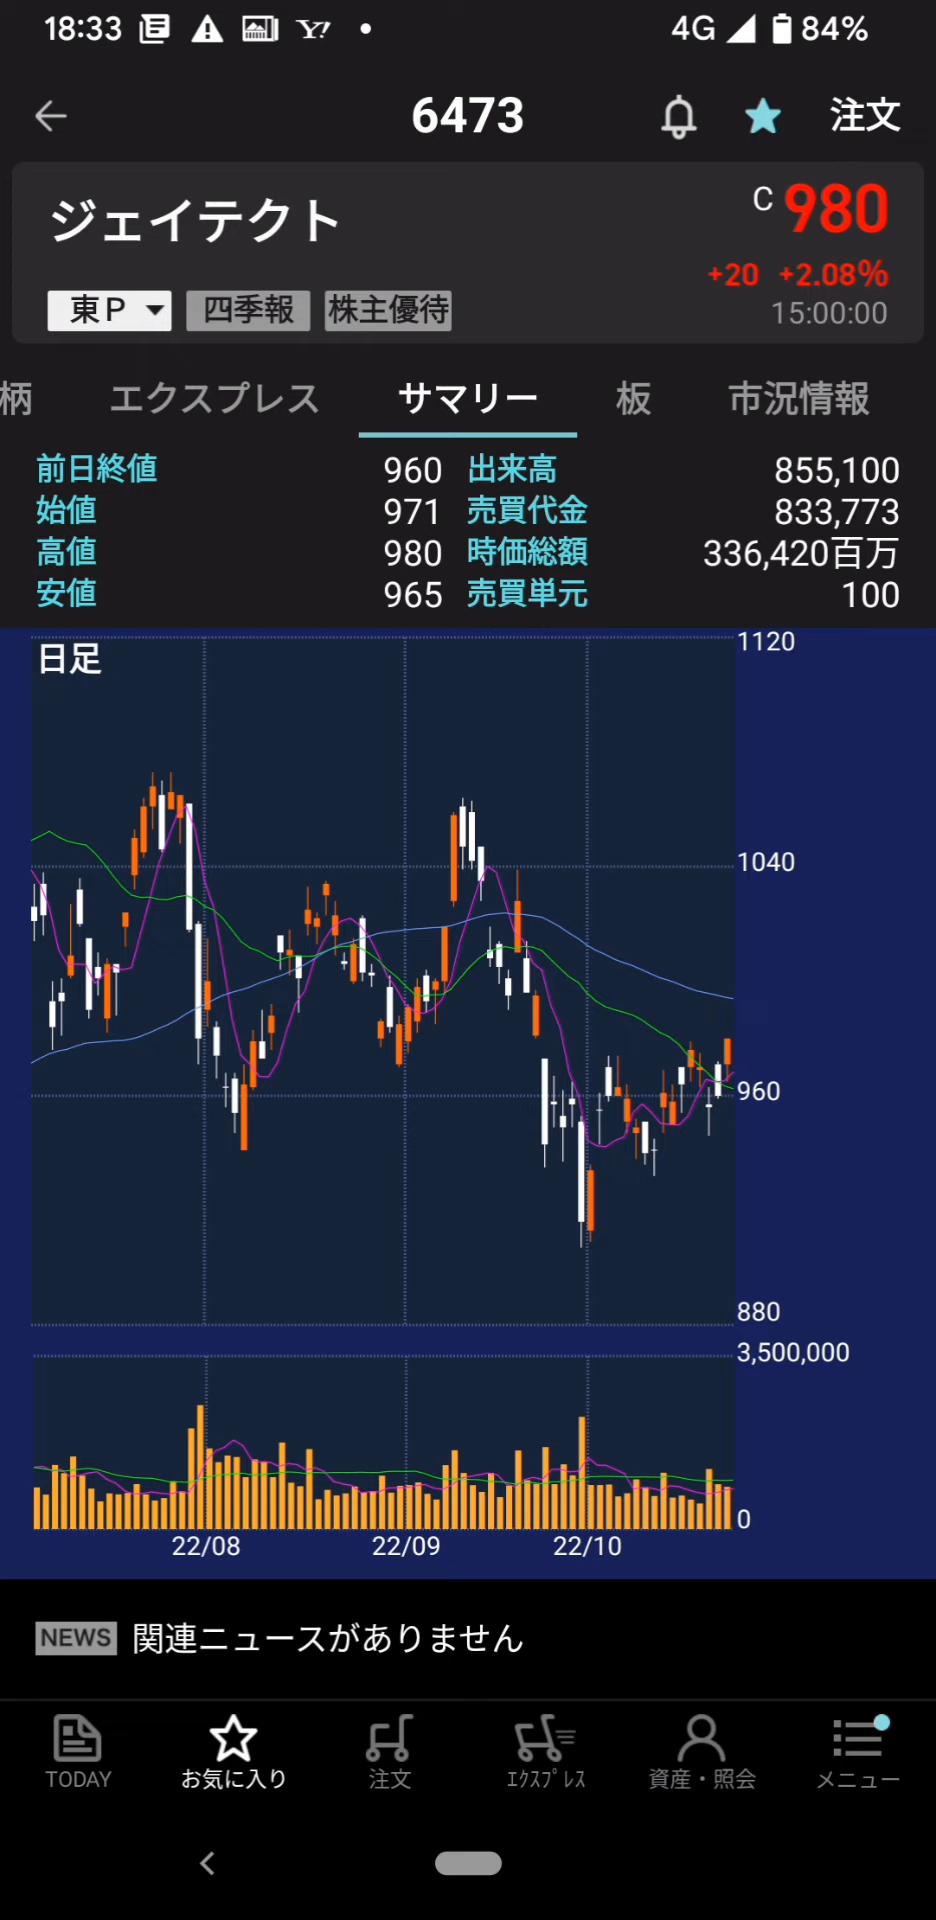 18:33 4G 84%
6473 注文
ジェイテクト C 980
+20 +2.08%
東P 四季報 株主優待 15:00:00
柄 エクスプレス サマリー 板 市況情報
前日終値 960 出来高 855,100
始値 971 売買代金 833,773
高値 980 時価総額 336,420百万
安値 965 売買単元 100
日足
1120
1040
960
880
3,500,000
0
22/08 22/09 22/10
NEWS 関連ニュースがありません
TODAY お気に入り 注文 ｴｸｽﾌﾟﾚｽ 資産・照会 メニュー